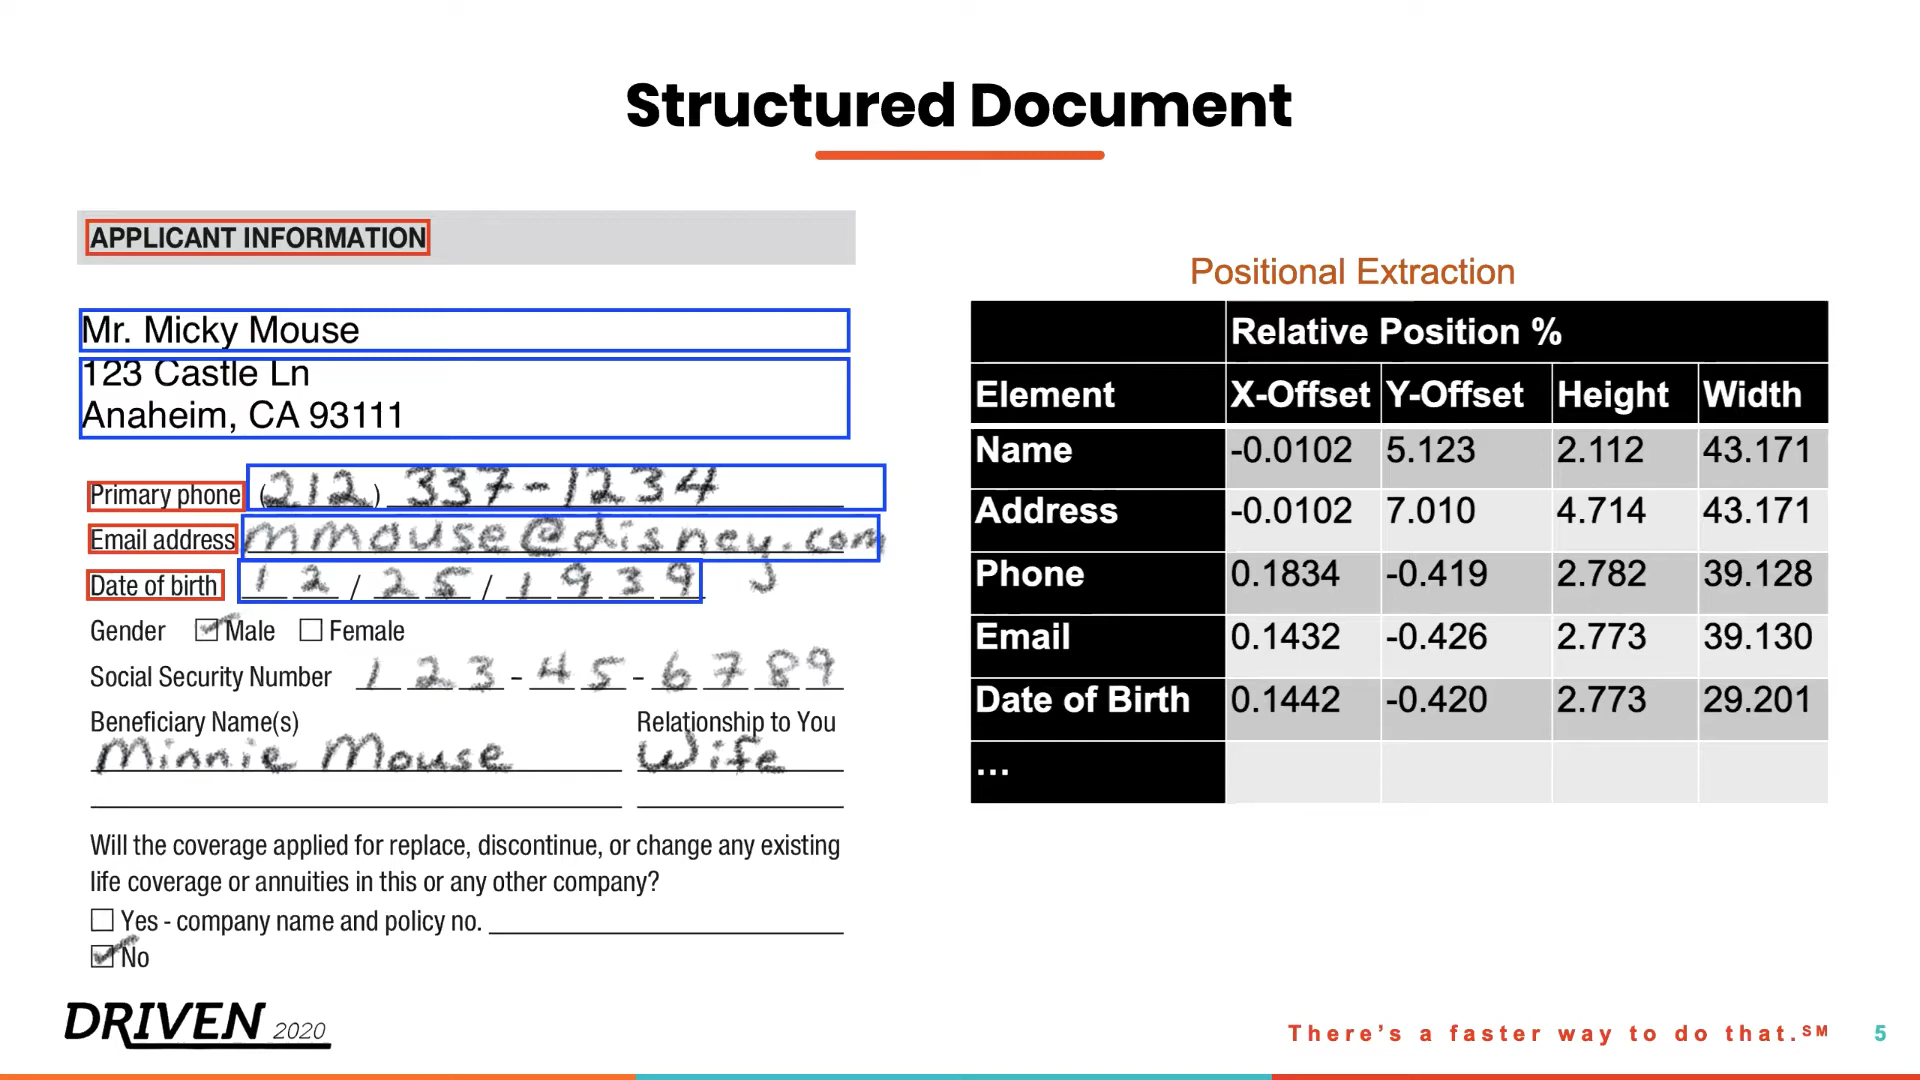 Structured Document
APPLICANT INFORMATION
Mr. Micky Mouse
123 Castle Ln
Anaheim, CA 93111
Primary phone (212) 337-1234
Email address mmouse@disney.com
Date of birth 12/25/1939
Gender Male Female
Social Security Number 123-45-6789
Beneficiary Name(s) Relationship to You
Minnie Mouse Wife
Will the coverage applied for replace, discontinue, or change any existing
life coverage or annuities in this or any other company?
Yes - company name and policy no.
No
Positional Extraction
Relative Position %
Element X-Offset Y-Offset Height Width
Name -0.0102 5.123 2.112 43.171
Address -0.0102 7.010 4.714 43.171
Phone 0.1834 -0.419 2.782 39.128
Email 0.1432 -0.426 2.773 39.130
Date of Birth 0.1442 -0.420 2.773 29.201
...
DRIVEN 2020
There's a faster way to do that.℠ 5